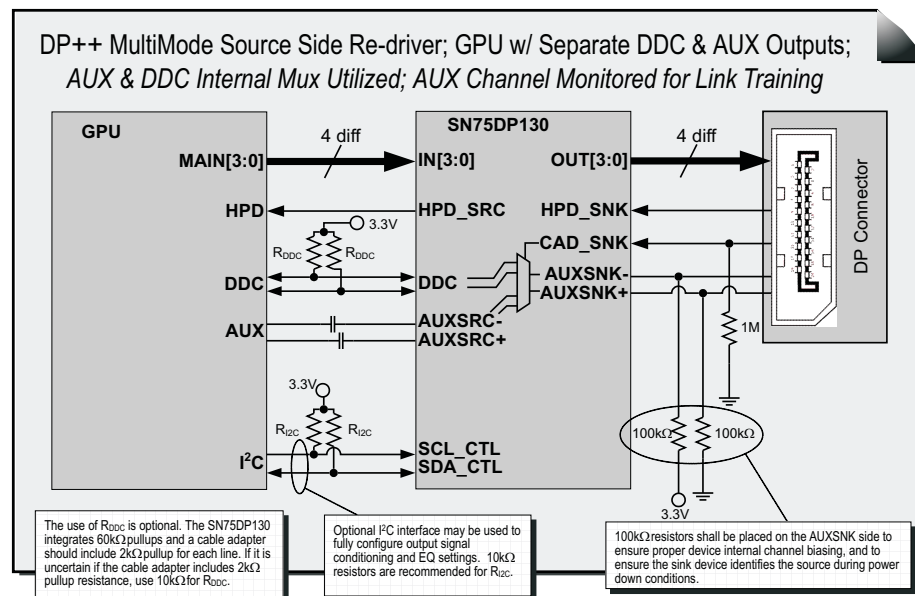 DP++ MultiMode Source Side Re-driver; GPU w/ Separate DDC & AUX Outputs;
AUX & DDC Internal Mux Utilized; AUX Channel Monitored for Link Training
GPU
SN75DP130
4 diff
4 diff
MAIN[3:0]
IN[3:0]
OUT[3:0]
HPD
HPD_SRC
HPD_SNK
3.3V
CAD_SNK
RDDC
RDDC
DDC
DDC
AUXSNK-
AUXSNK+
AUX
AUXSRC-
AUXSRC+
1M
DP Connector
3.3V
RI2C
RI2C
100kΩ
100kΩ
I²C
SCL_CTL
SDA_CTL
3.3V
The use of RDDC is optional. The SN75DP130
integrates 60kΩ pullups and a cable adapter
should include 2kΩ pullup for each line. If it is
uncertain if the cable adapter includes 2kΩ
pullup resistance, use 10kΩ for RDDC.
Optional I²C interface may be used to
fully configure output signal
conditioning and EQ settings. 10kΩ
resistors are recommended for RI2C.
100kΩ resistors shall be placed on the AUXSNK side to
ensure proper device internal channel biasing, and to
ensure the sink device identifies the source during power
down conditions.